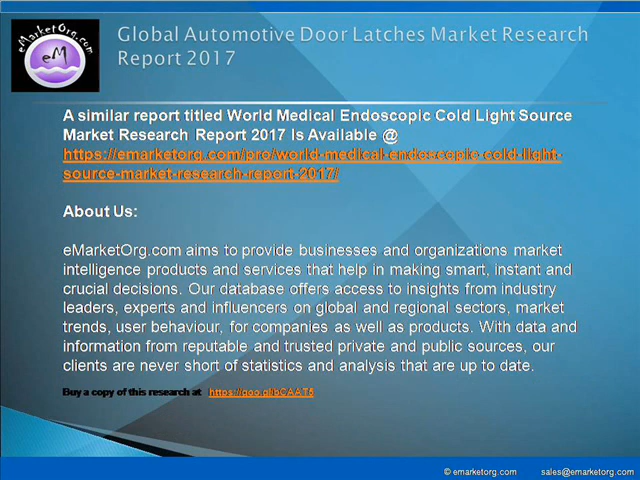 eMarketOrg.com
eM
Global Automotive Door Latches Market Research
Report 2017
A similar report titled World Medical Endoscopic Cold Light Source
Market Research Report 2017 Is Available @
https://emarketorg.com/pro/world-medical-endoscopic-cold-light-
source-market-research-report-2017/
About Us:
eMarketOrg.com aims to provide businesses and organizations market
intelligence products and services that help in making smart, instant and
crucial decisions. Our database offers access to insights from industry
leaders, experts and influencers on global and regional sectors, market
trends, user behaviour, for companies as well as products. With data and
information from reputable and trusted private and public sources, our
clients are never short of statistics and analysis that are up to date.
Buy a copy of this research at
© emarketorg.com sales@emarketorg.com